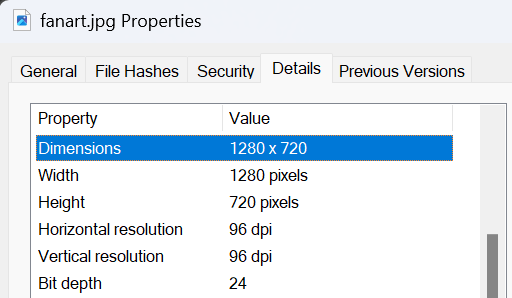 fanart.jpg Properties
General File Hashes Security Details Previous Versions
Property Value
Dimensions 1280 x 720
Width 1280 pixels
Height 720 pixels
Horizontal resolution 96 dpi
Vertical resolution 96 dpi
Bit depth 24